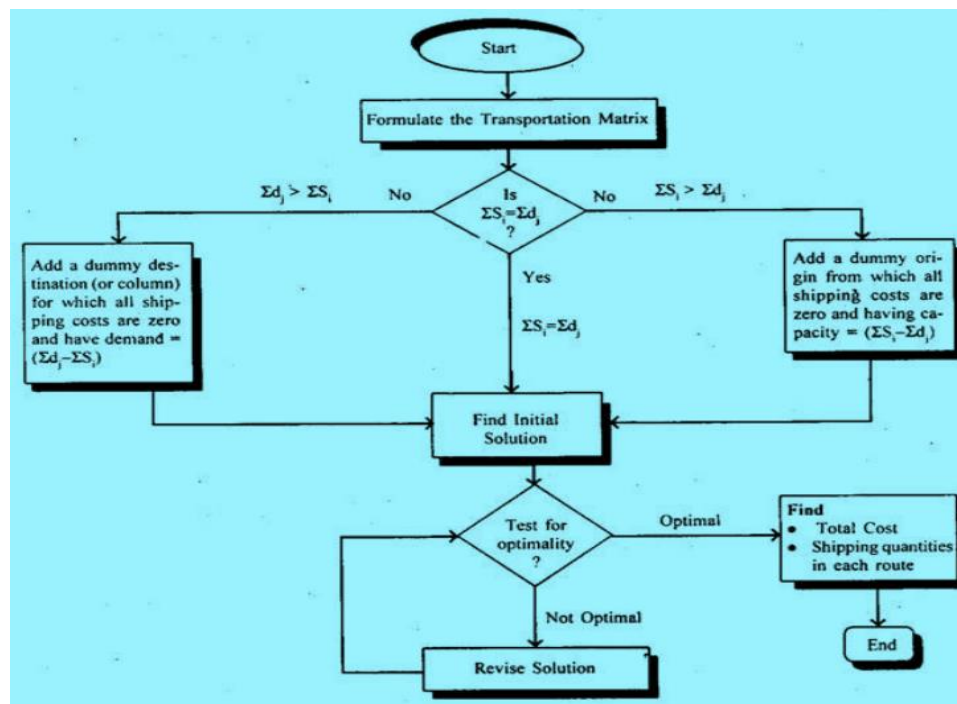 Start
Formulate the Transportation Matrix
Σdj > ΣSi
No
Is
ΣSi=Σdj
?
No
ΣSi > Σdj
Add a dummy des-
tination (or column)
for which all ship-
ping costs are zero
and have demand =
(Σdj–ΣSi)
Yes
ΣSi=Σdj
Add a dummy ori-
gin from which all
shipping costs are
zero and having ca-
pacity = (ΣSi–Σdj)
Find Initial
Solution
Test for
optimality
?
Optimal
Find
• Total Cost
• Shipping quantities
in each route
Not Optimal
Revise Solution
End